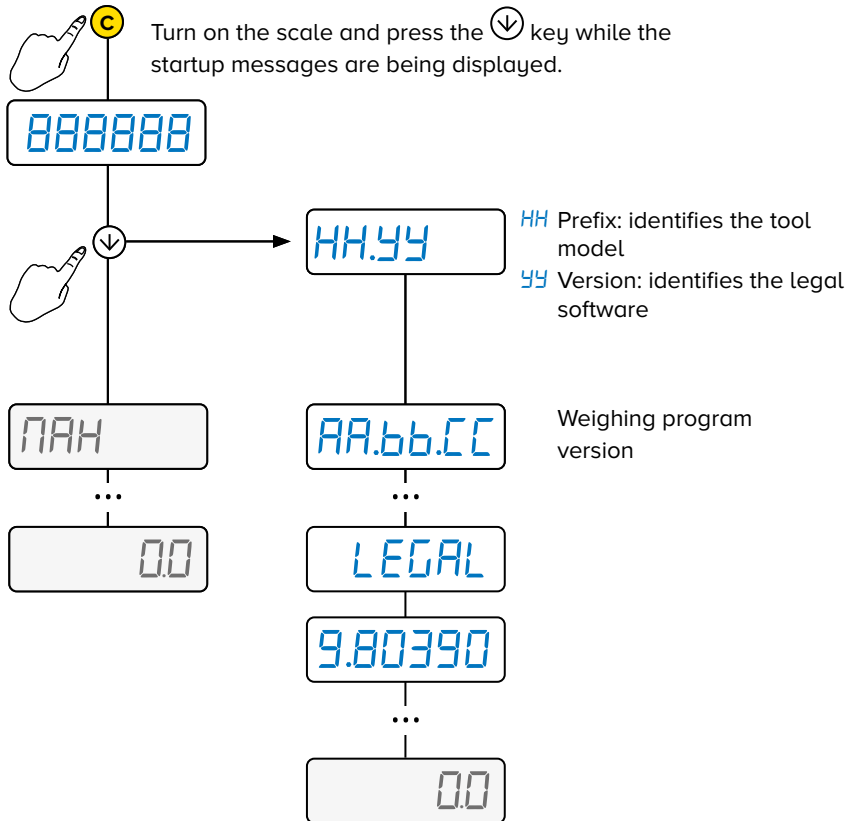 C
Turn on the scale and press the key while the
startup messages are being displayed.
888888
HH.YY
HH Prefix: identifies the tool
model
YY Version: identifies the legal
software
MAH
AA.bb.CC
Weighing program
version
...
...
0.0
LEGAL
9.80390
...
0.0